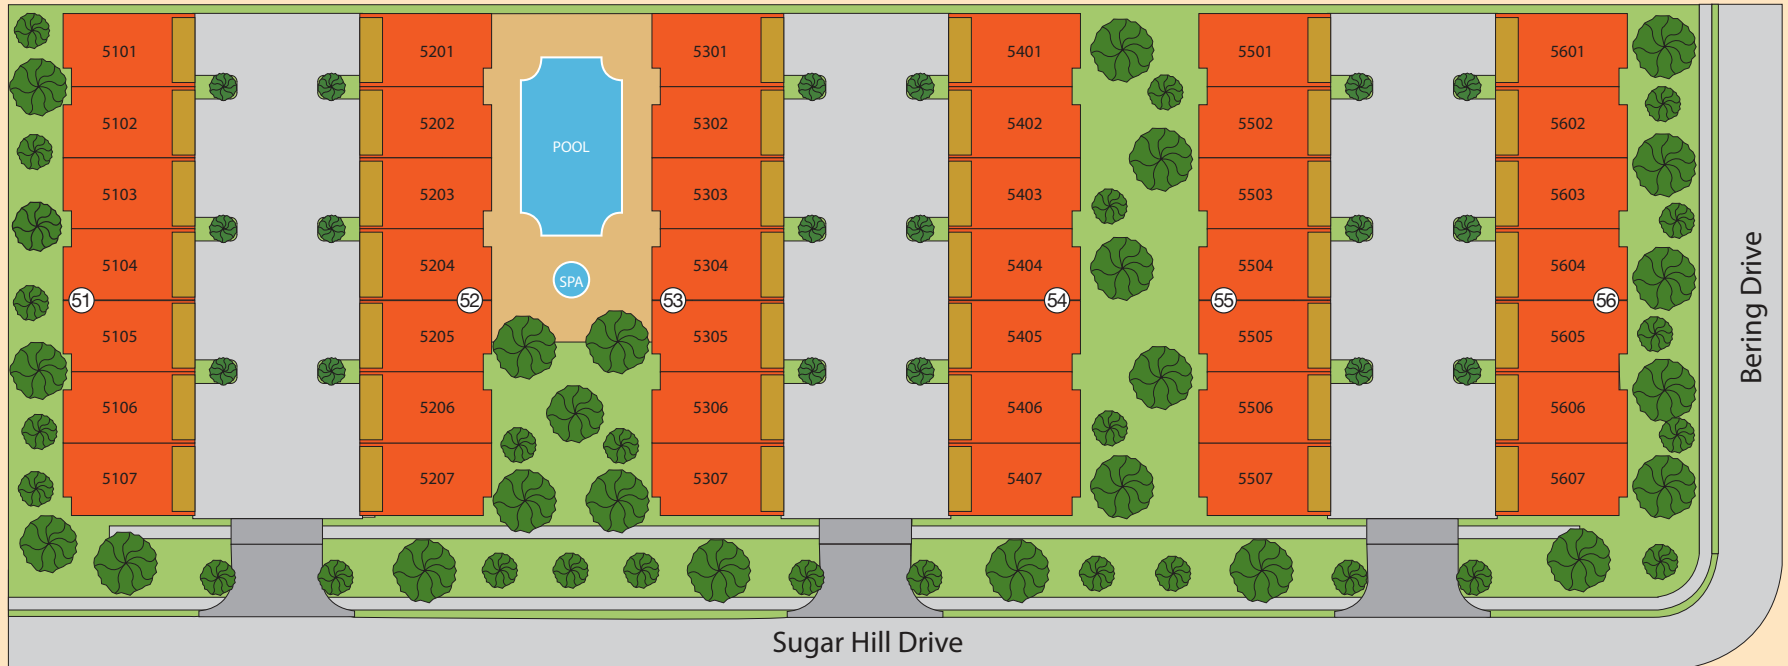 5101 5201 5301 5401 5501 5601
5102 5202 POOL 5302 5402 5502 5602
5103 5203 5303 5403 5503 5603
5104 5204 SPA 5304 5404 5504 5604
51 52 53 54 55 56
5105 5205 5305 5405 5505 5605
5106 5206 5306 5406 5506 5606
5107 5207 5307 5407 5507 5607
Bering Drive
Sugar Hill Drive